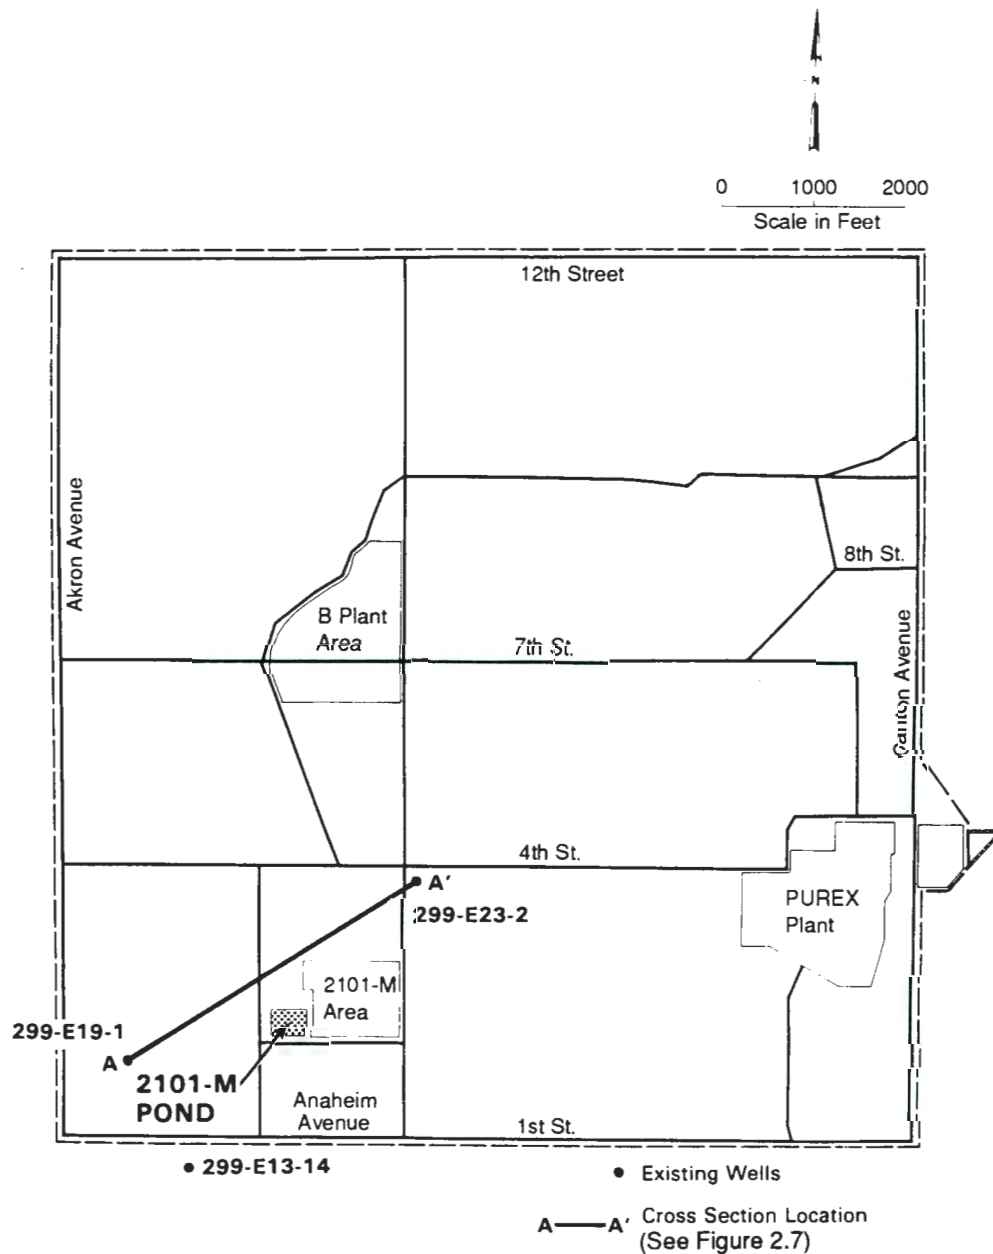 N
0 1000 2000
Scale in Feet
12th Street
Akron Avenue
8th St.
B Plant
Area
7th St.
Canton Avenue
4th St.
A'
299-E23-2
PUREX
Plant
2101-M
Area
299-E19-1
A
2101-M
POND
Anaheim
Avenue
1st St.
299-E13-14
Existing Wells
A A' Cross Section Location
(See Figure 2.7)